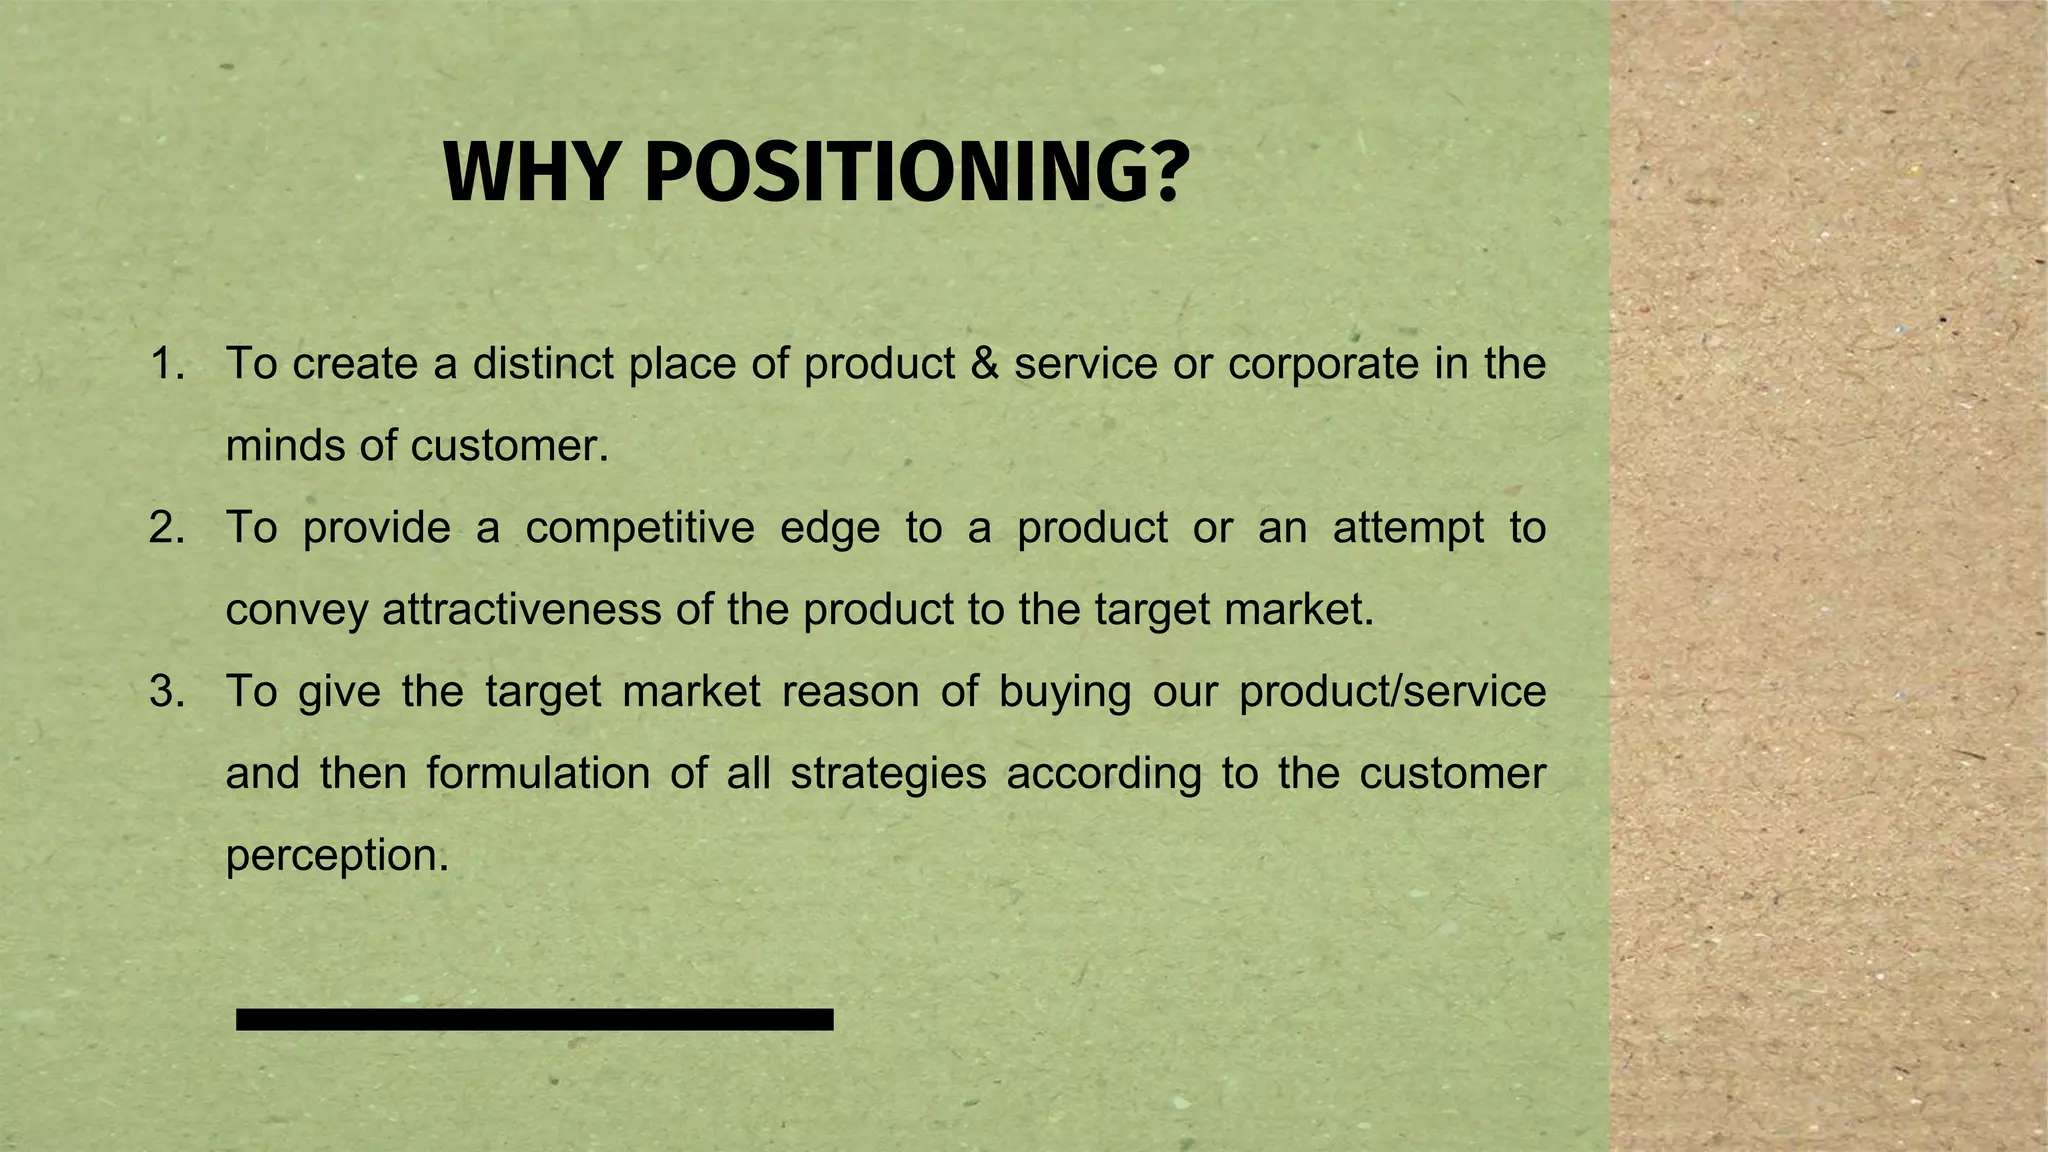 WHY POSITIONING?
1. To create a distinct place of product & service or corporate in the
minds of customer.
2. To provide a competitive edge to a product or an attempt to
convey attractiveness of the product to the target market.
3. To give the target market reason of buying our product/service
and then formulation of all strategies according to the customer
perception.